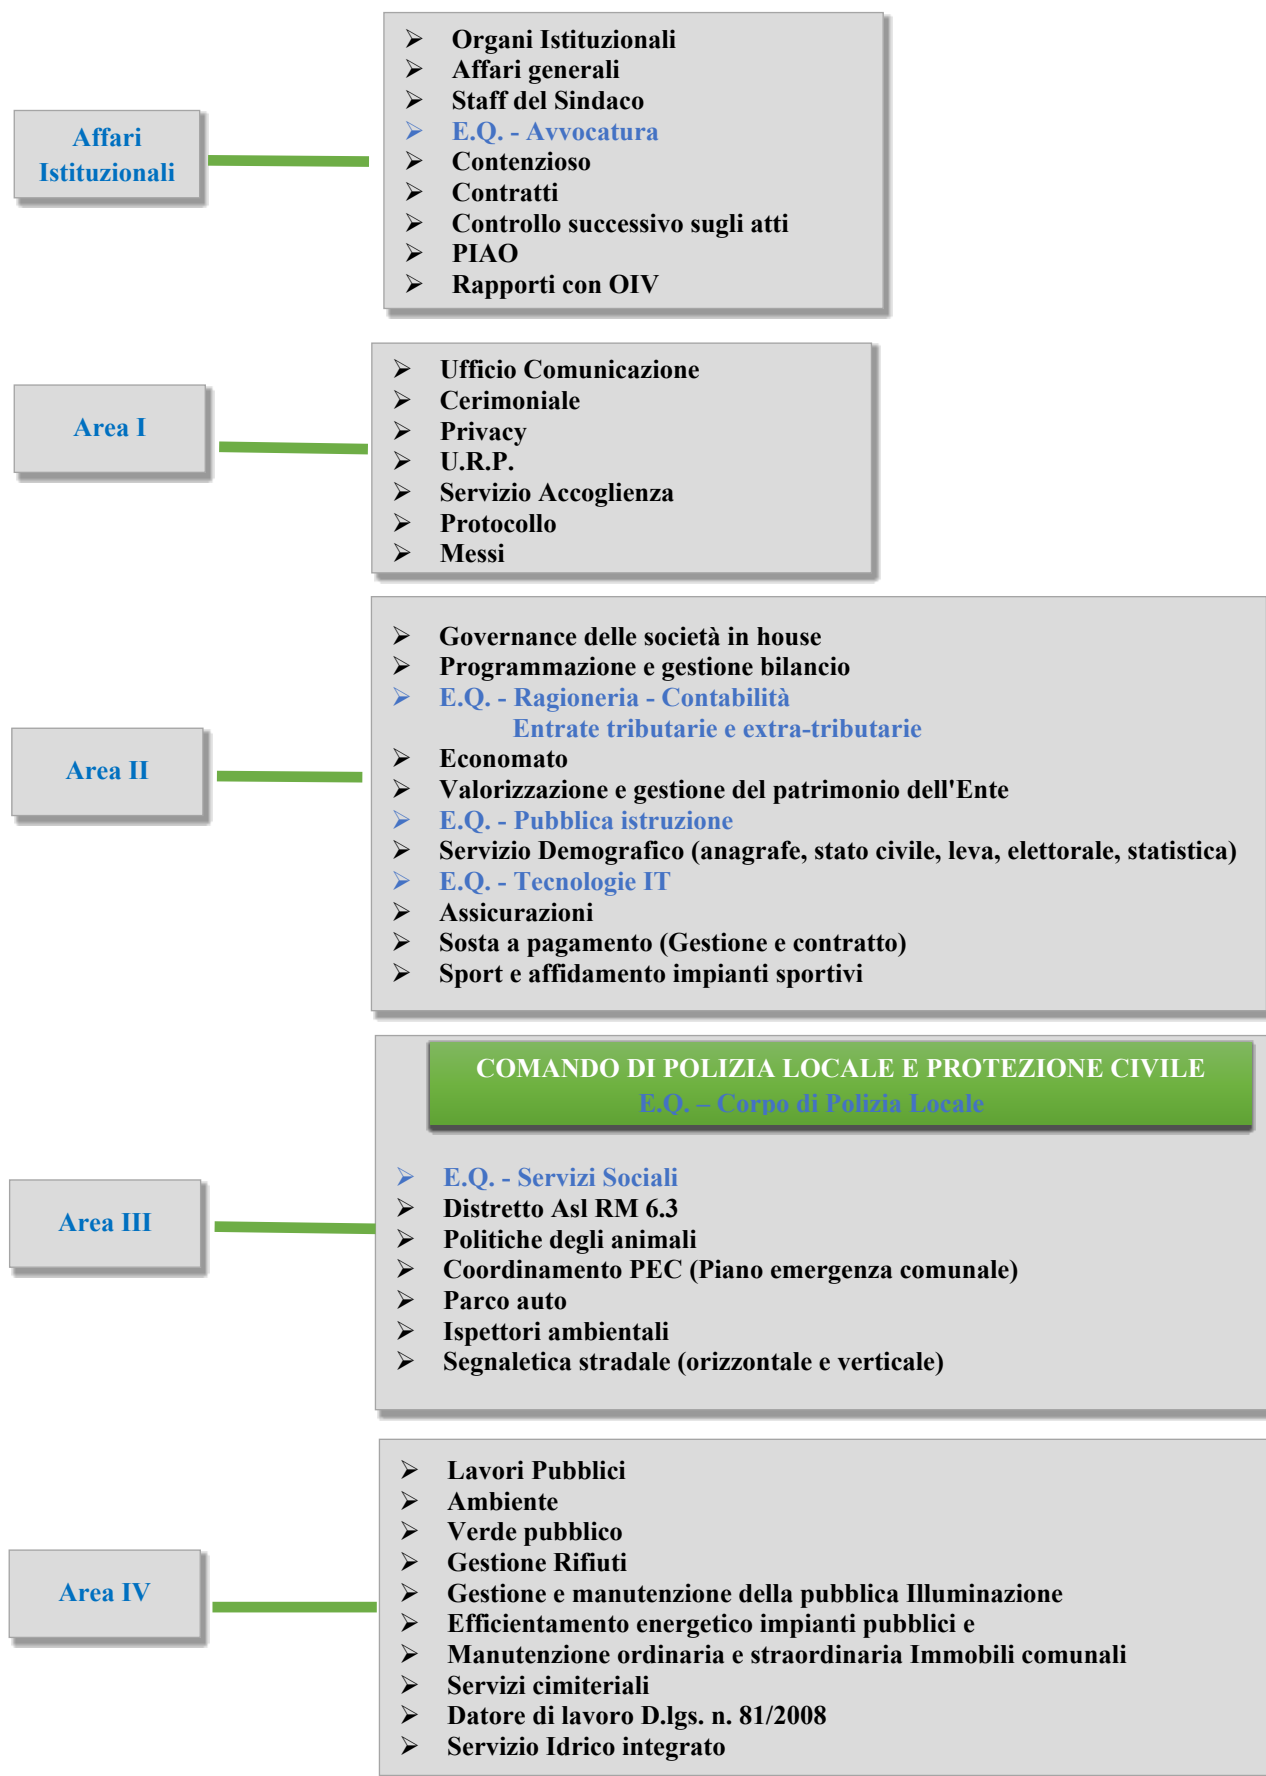 Affari
Istituzionali
➢ Organi Istituzionali
➢ Affari generali
➢ Staff del Sindaco
➢ E.Q. - Avvocatura
➢ Contenzioso
➢ Contratti
➢ Controllo successivo sugli atti
➢ PIAO
➢ Rapporti con OIV
Area I
➢ Ufficio Comunicazione
➢ Cerimoniale
➢ Privacy
➢ U.R.P.
➢ Servizio Accoglienza
➢ Protocollo
➢ Messi
Area II
➢ Governance delle società in house
➢ Programmazione e gestione bilancio
➢ E.Q. - Ragioneria - Contabilità
Entrate tributarie e extra-tributarie
➢ Economato
➢ Valorizzazione e gestione del patrimonio dell'Ente
➢ E.Q. - Pubblica istruzione
➢ Servizio Demografico (anagrafe, stato civile, leva, elettorale, statistica)
➢ E.Q. - Tecnologie IT
➢ Assicurazioni
➢ Sosta a pagamento (Gestione e contratto)
➢ Sport e affidamento impianti sportivi
Area III
COMANDO DI POLIZIA LOCALE E PROTEZIONE CIVILE
E.Q. – Corpo di Polizia Locale
➢ E.Q. - Servizi Sociali
➢ Distretto Asl RM 6.3
➢ Politiche degli animali
➢ Coordinamento PEC (Piano emergenza comunale)
➢ Parco auto
➢ Ispettori ambientali
➢ Segnaletica stradale (orizzontale e verticale)
Area IV
➢ Lavori Pubblici
➢ Ambiente
➢ Verde pubblico
➢ Gestione Rifiuti
➢ Gestione e manutenzione della pubblica Illuminazione
➢ Efficientamento energetico impianti pubblici e
➢ Manutenzione ordinaria e straordinaria Immobili comunali
➢ Servizi cimiteriali
➢ Datore di lavoro D.lgs. n. 81/2008
➢ Servizio Idrico integrato